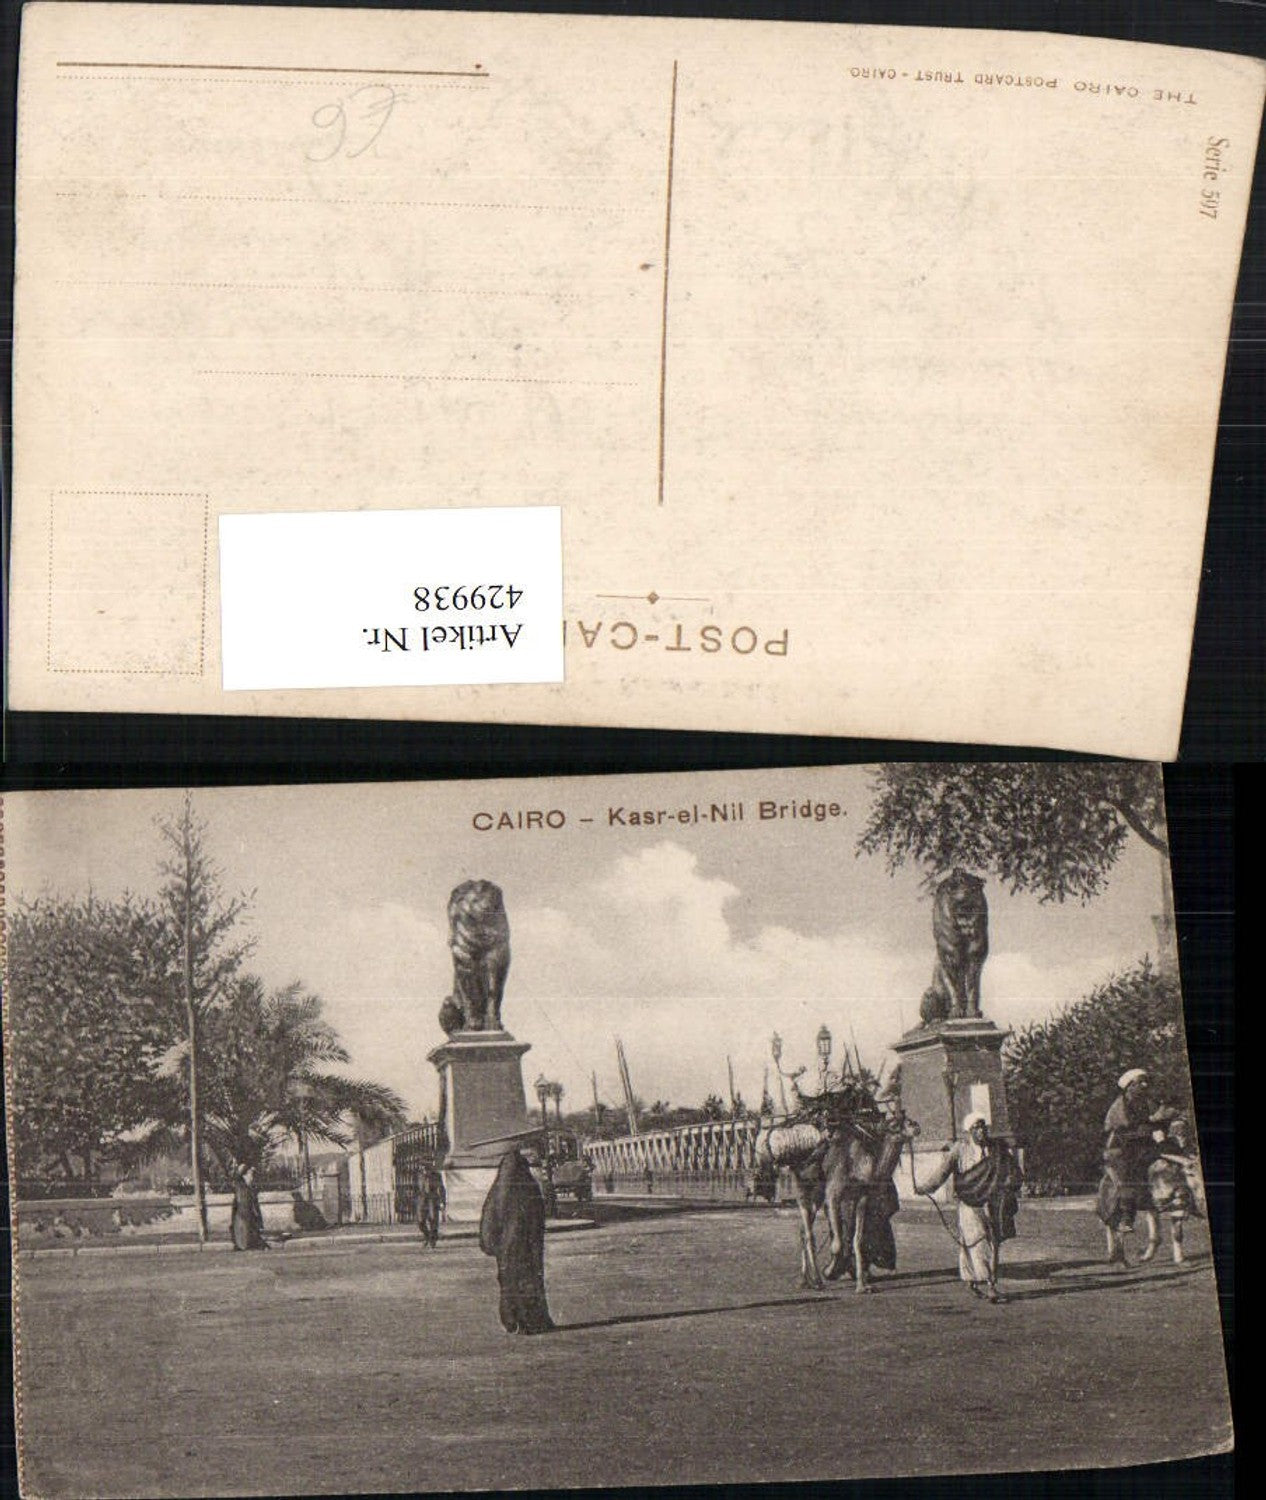 THE CAIRO POSTCARD TRUST - CAIRO
Serie 597
POST-CA
Artikel Nr.
429938
CAIRO – Kasr-el-Nil Bridge.